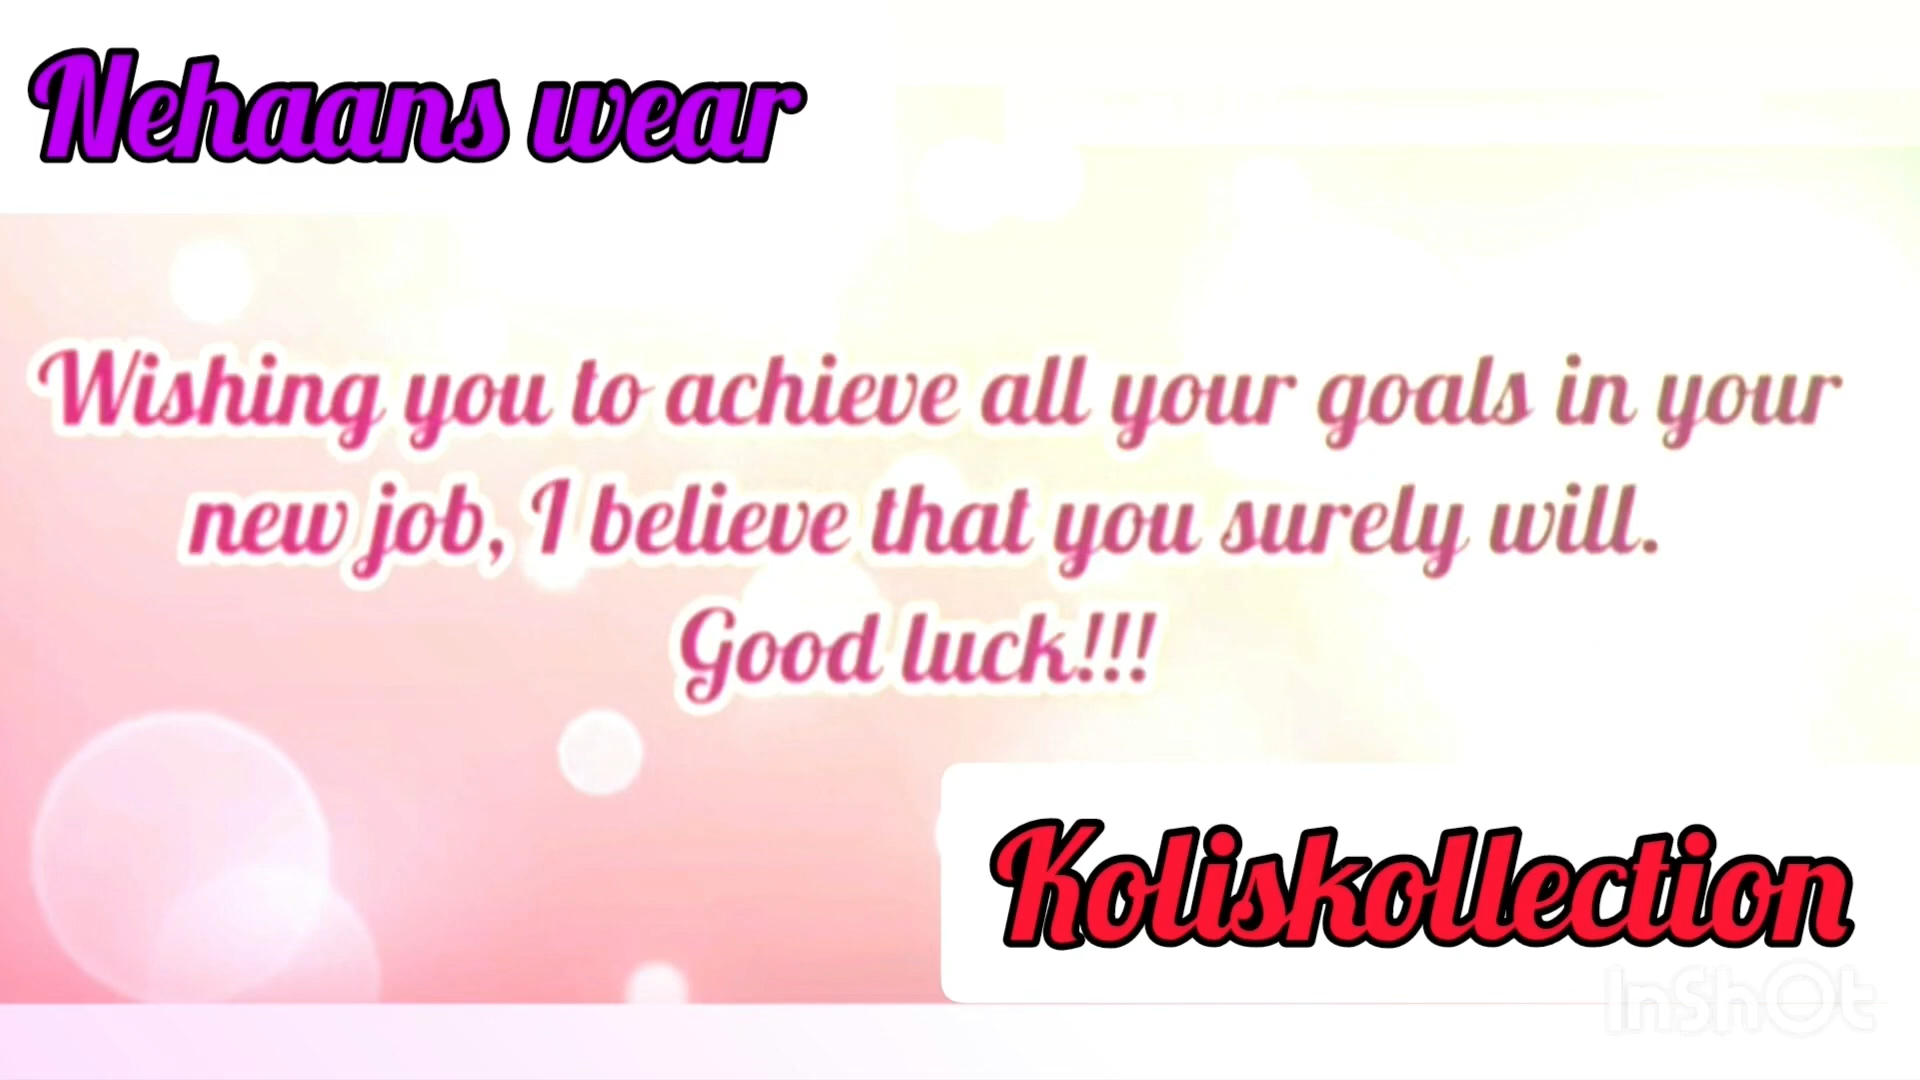 Nehaans wear
Wishing you to achieve all your goals in your
new job, I believe that you surely will.
Good luck!!!
Koliskollection
InShOt